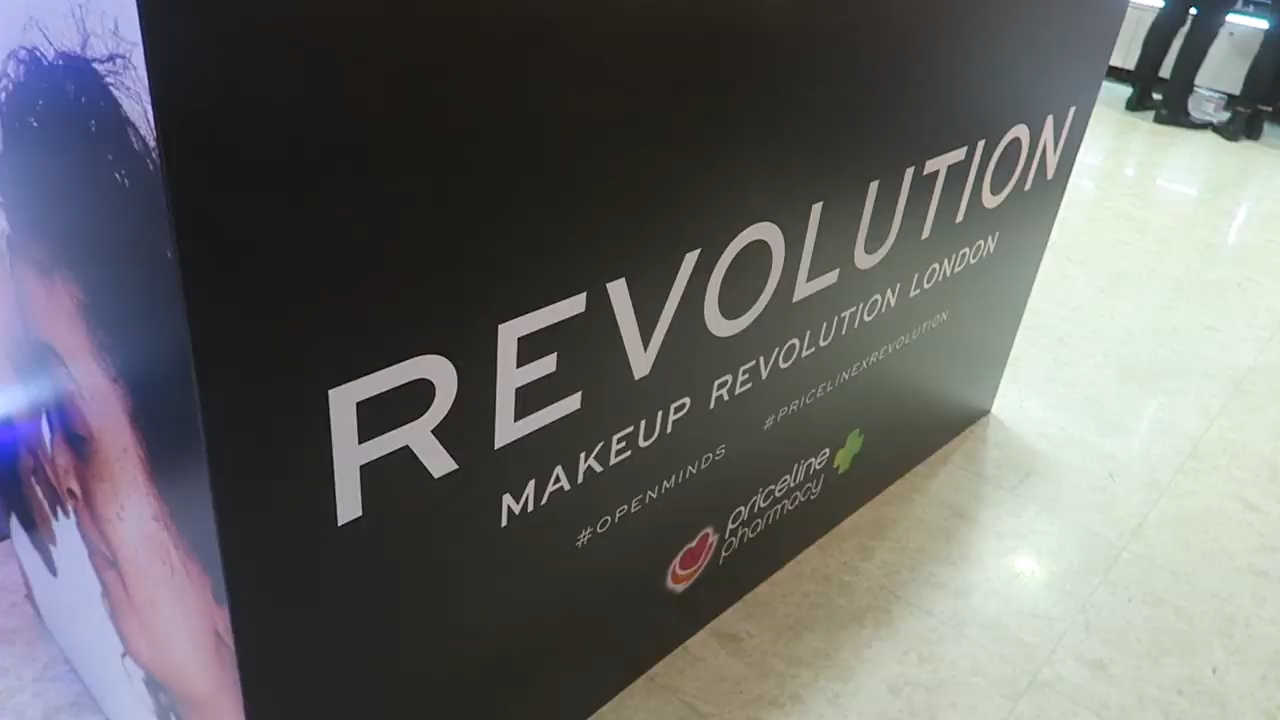 REVOLUTION
MAKEUP REVOLUTION LONDON
#OPENMINDS #PRICELINEXREVOLUTION
priceline
pharmacy